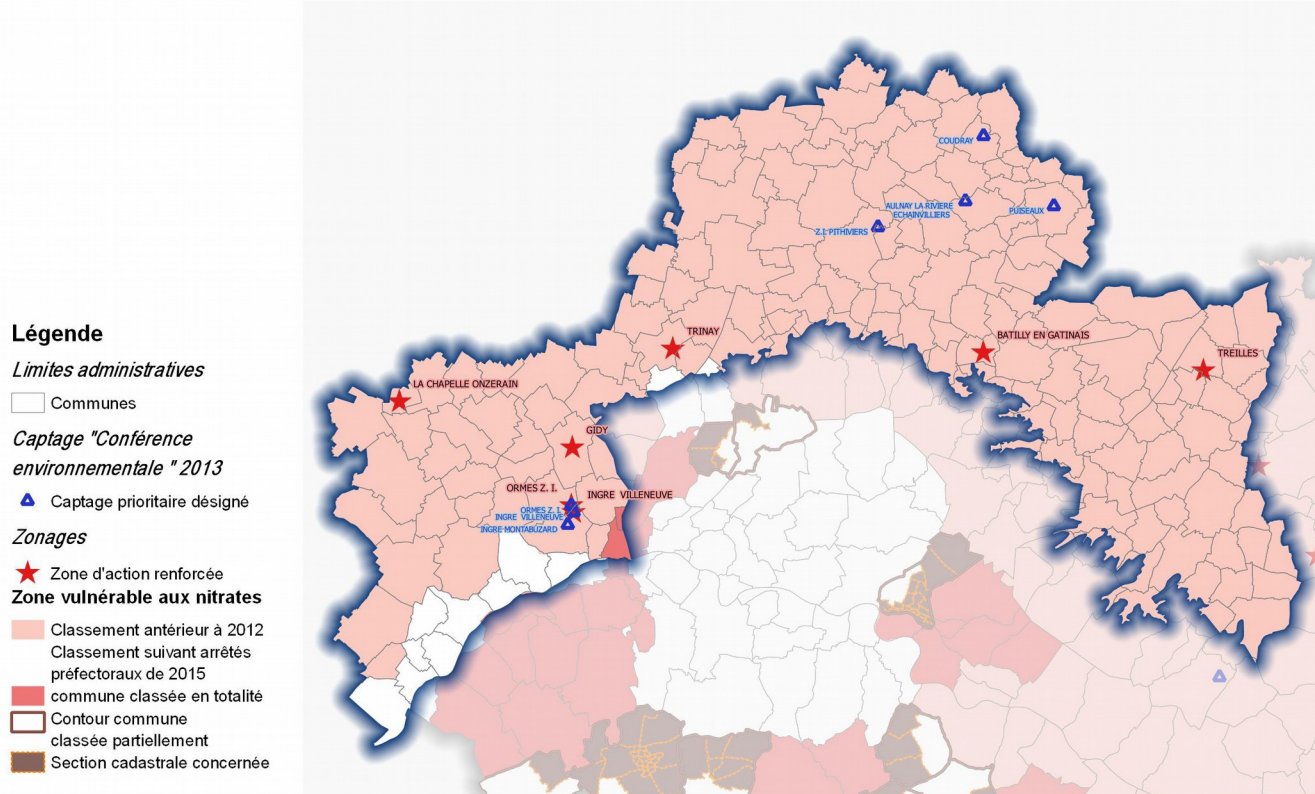 Légende
Limites administratives
Communes
Captage "Conférence
environnementale " 2013
Captage prioritaire désigné
Zonages
Zone d'action renforcée
Zone vulnérable aux nitrates
Classement antérieur à 2012
Classement suivant arrêtés
préfectoraux de 2015
commune classée en totalité
Contour commune
classée partiellement
Section cadastrale concernée
COUDRAY
AULNAY LA RIVIERE
ECHAINVILLIERS
PUISEAUX
Z.I. PITHIVIERS
TRINAY
BATILLY EN GATINAIS
TREILLES
LA CHAPELLE ONZERAIN
GIDY
ORMES Z. I.
INGRE VILLENEUVE
ORMES Z. I.
INGRE VILLENEUVE
INGRE-MONTABUZARD